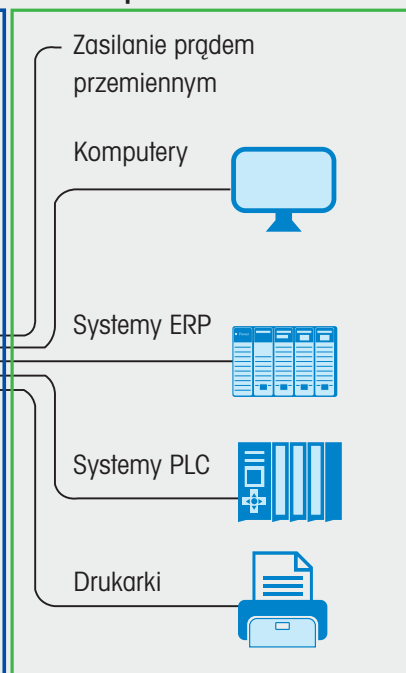 Zasilanie prądem
przemiennym
Komputery
Systemy ERP
Systemy PLC
Drukarki